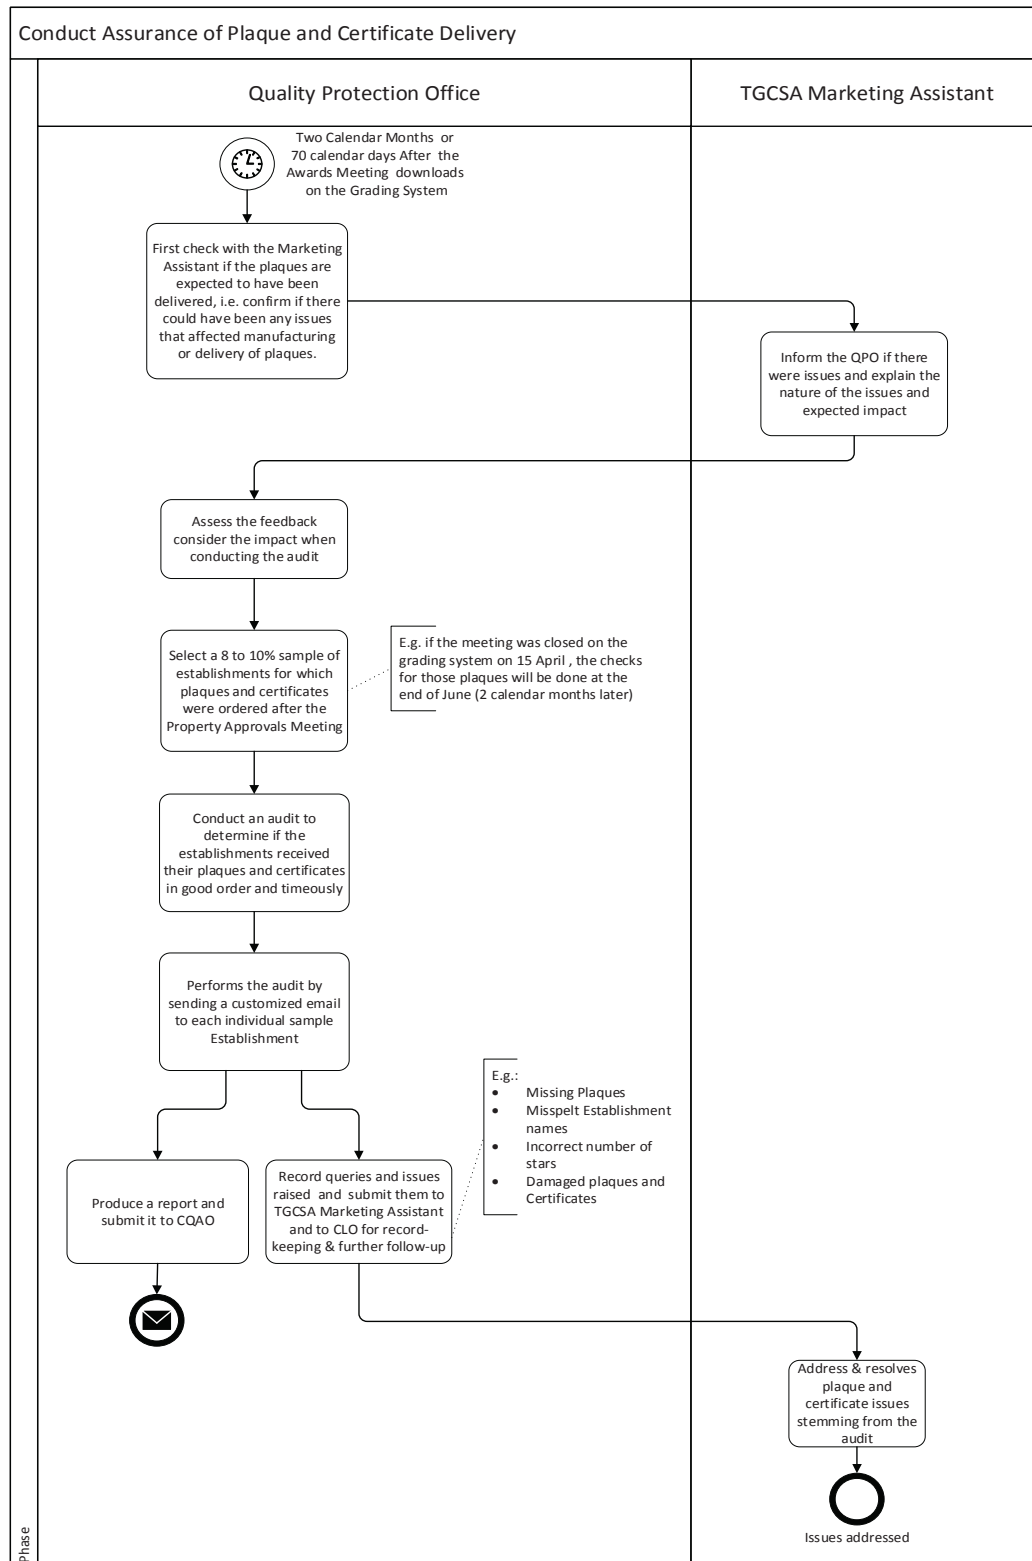 Conduct Assurance of Plaque and Certificate Delivery
Quality Protection Office
TGCSA Marketing Assistant
Two Calendar Months or
70 calendar days After the
Awards Meeting downloads
on the Grading System
First check with the Marketing
Assistant if the plaques are
expected to have been
delivered, i.e. confirm if there
could have been any issues
that affected manufacturing
or delivery of plaques.
Inform the QPO if there
were issues and explain the
nature of the issues and
expected impact
Assess the feedback
consider the impact when
conducting the audit
Select a 8 to 10% sample of
establishments for which
plaques and certificates
were ordered after the
Property Approvals Meeting
E.g. if the meeting was closed on the
grading system on 15 April , the checks
for those plaques will be done at the
end of June (2 calendar months later)
Conduct an audit to
determine if the
establishments received
their plaques and certificates
in good order and timeously
Performs the audit by
sending a customized email
to each individual sample
Establishment
E.g.:
• Missing Plaques
• Misspelt Establishment
names
• Incorrect number of
stars
• Damaged plaques and
Certificates
Produce a report and
submit it to CQAO
Record queries and issues
raised and submit them to
TGCSA Marketing Assistant
and to CLO for record-
keeping & further follow-up
Address & resolves
plaque and
certificate issues
stemming from the
audit
Issues addressed
Phase